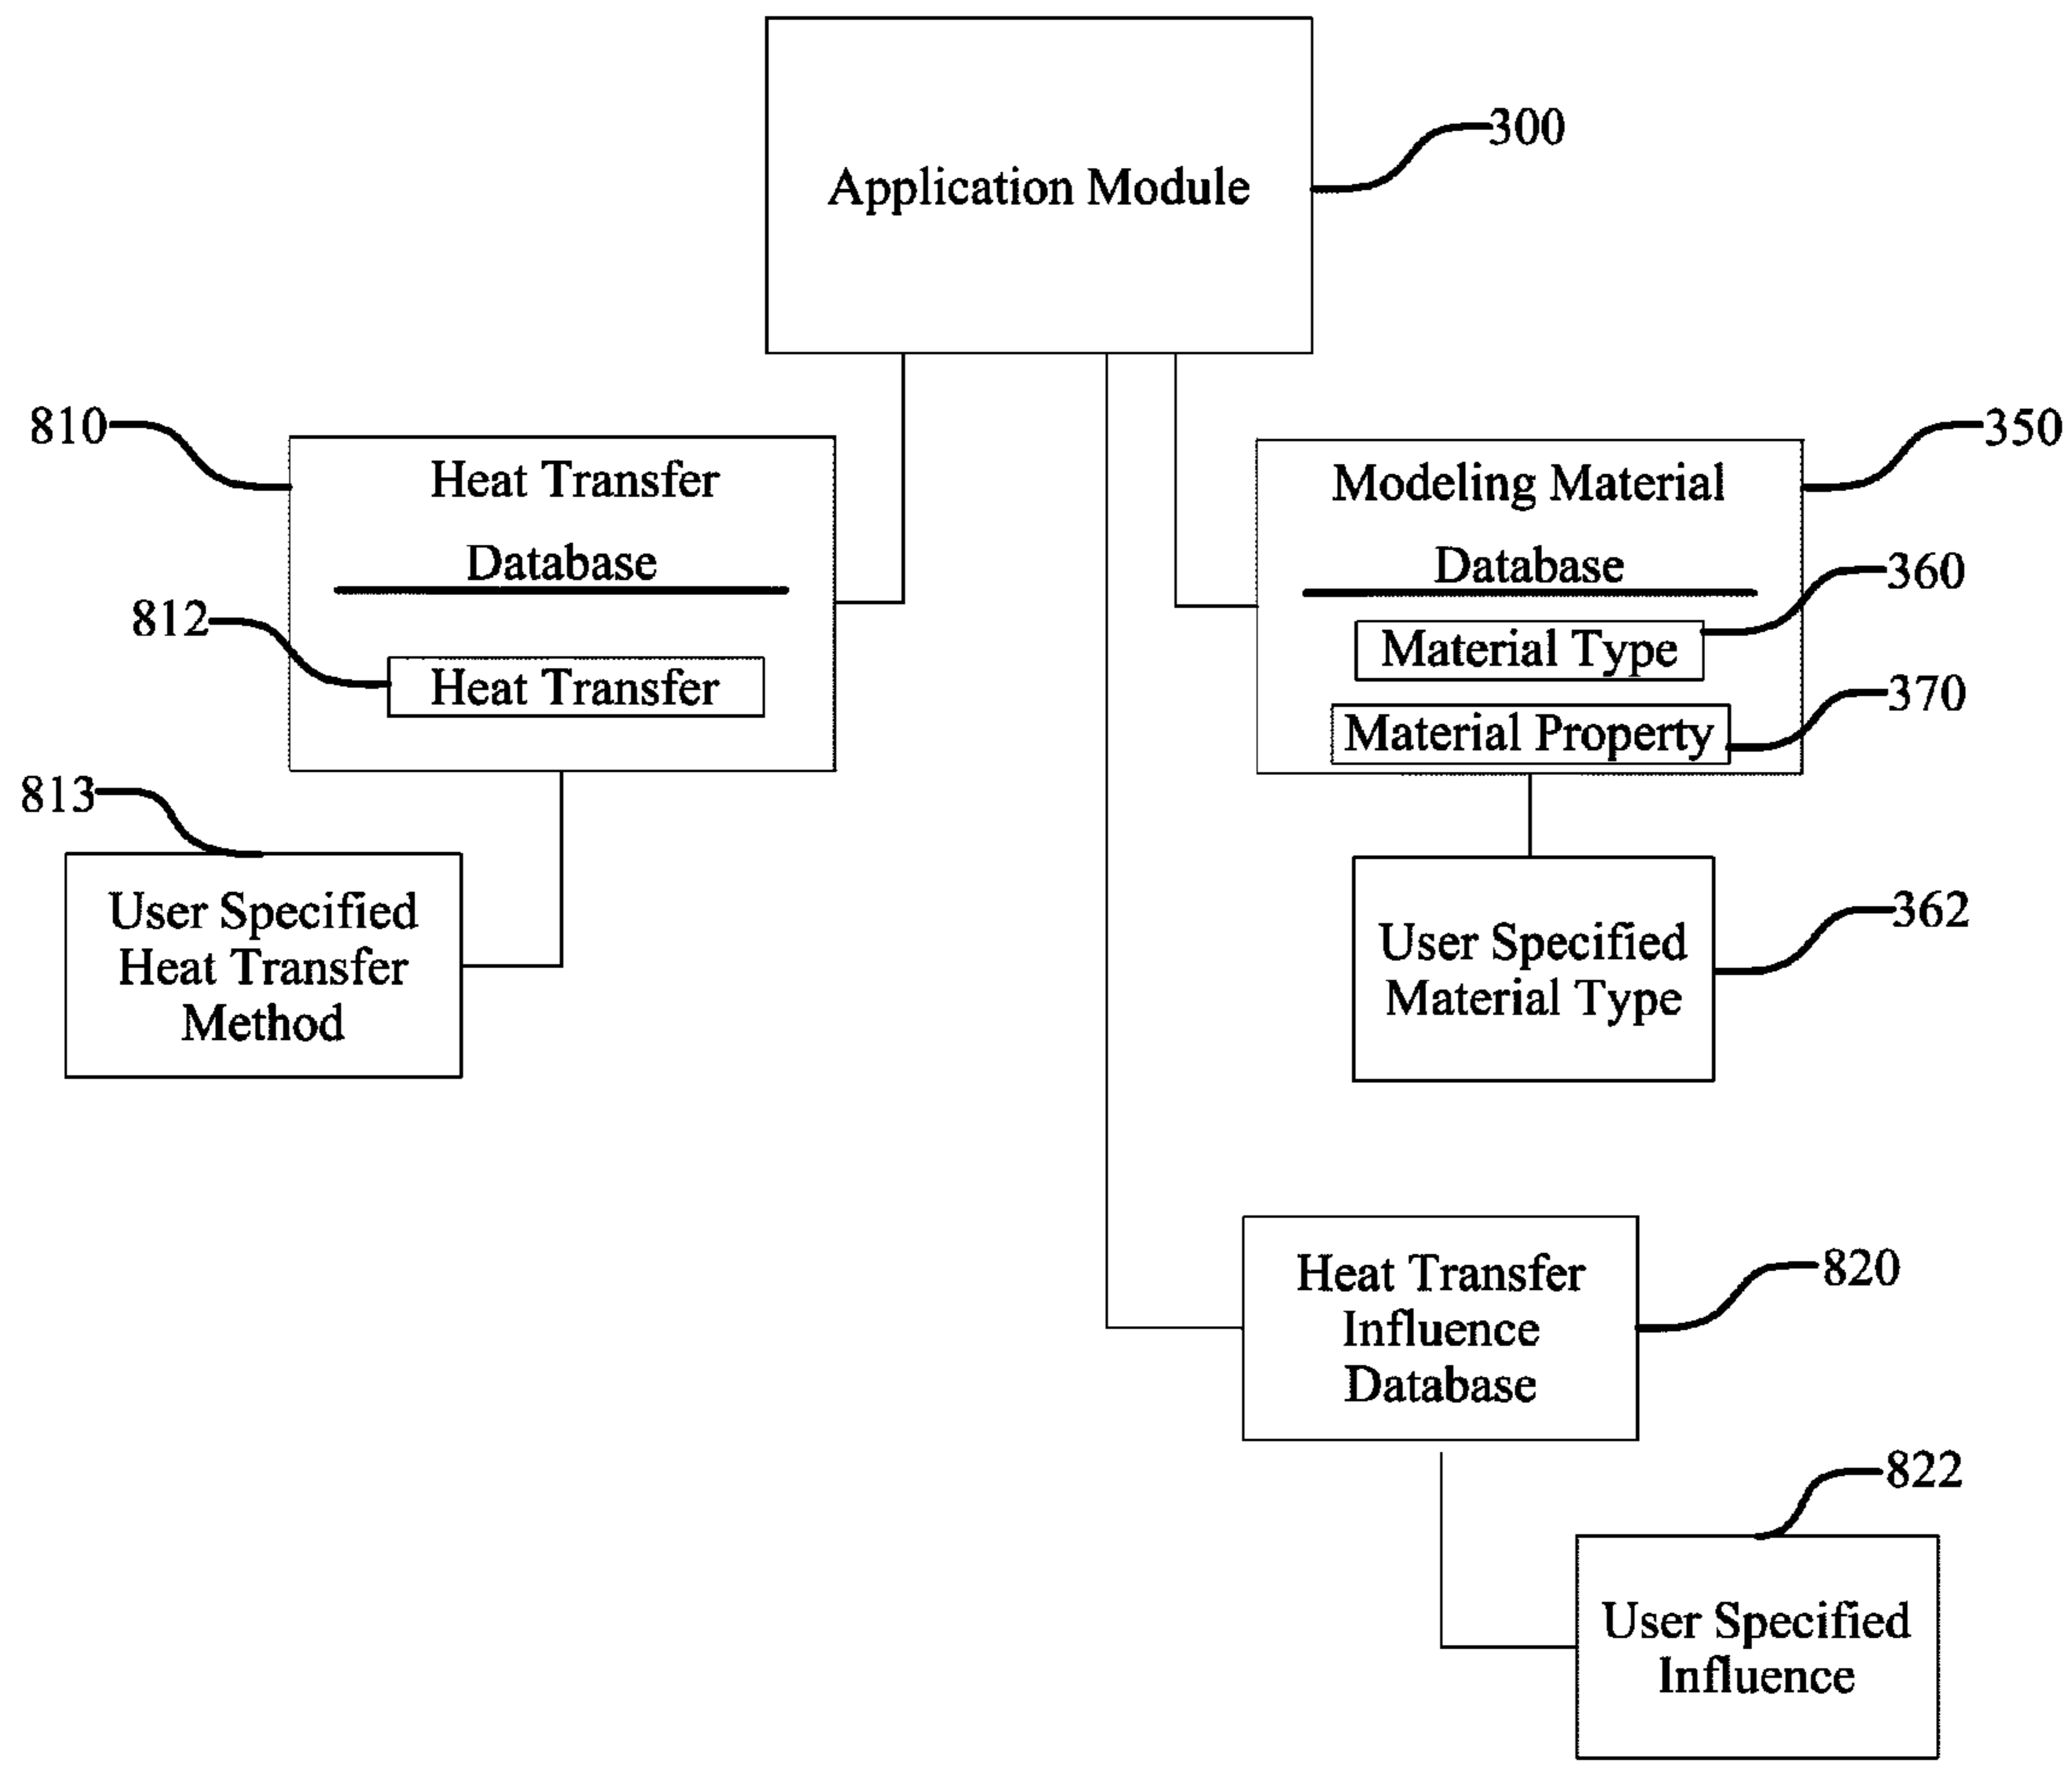 300
Application Module
810
350
Heat Transfer
Database
812
Heat Transfer
Modeling Material
Database
360
Material Type
370
Material Property
813
User Specified
Heat Transfer
Method
362
User Specified
Material Type
820
Heat Transfer
Influence
Database
822
User Specified
Influence